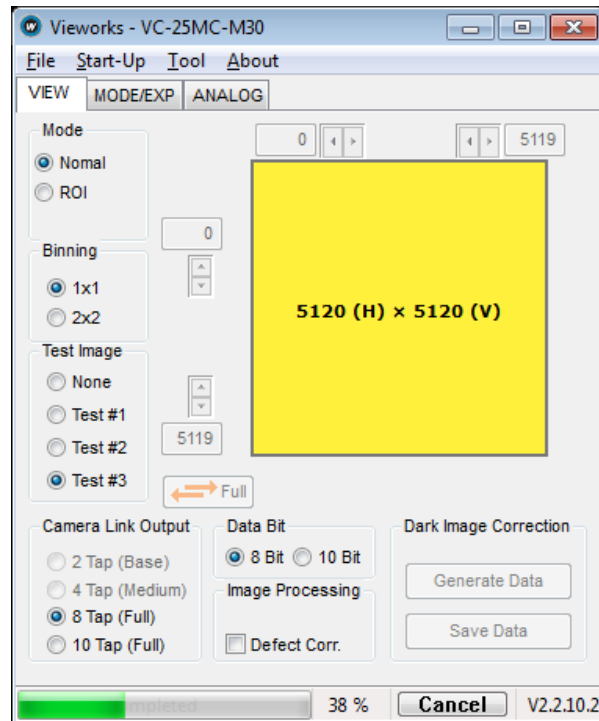 Vieworks - VC-25MC-M30
File Start-Up Tool About
VIEW MODE/EXP ANALOG
Mode
Nomal
ROI
0
5119
0
Binning
1x1
2x2
5120 (H) × 5120 (V)
Test Image
None
Test #1
Test #2
Test #3
5119
Full
Camera Link Output
2 Tap (Base)
4 Tap (Medium)
8 Tap (Full)
10 Tap (Full)
Data Bit
8 Bit 10 Bit
Image Processing
Defect Corr.
Dark Image Correction
Generate Data
Save Data
mpleted 38 % Cancel V2.2.10.2